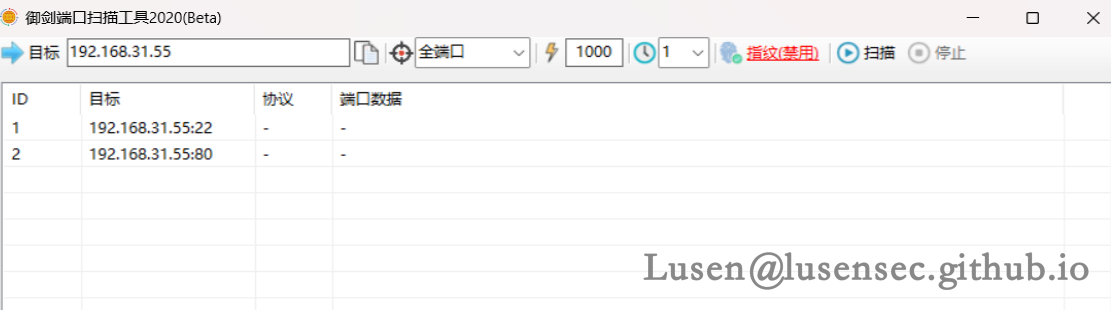 御剑端口扫描工具2020(Beta)
目标 192.168.31.55 全端口 1000 1 指纹(禁用) 扫描 停止
ID 目标 协议 端口数据
1 192.168.31.55:22 - -
2 192.168.31.55:80 - -
Lusen@lusensec.github.io